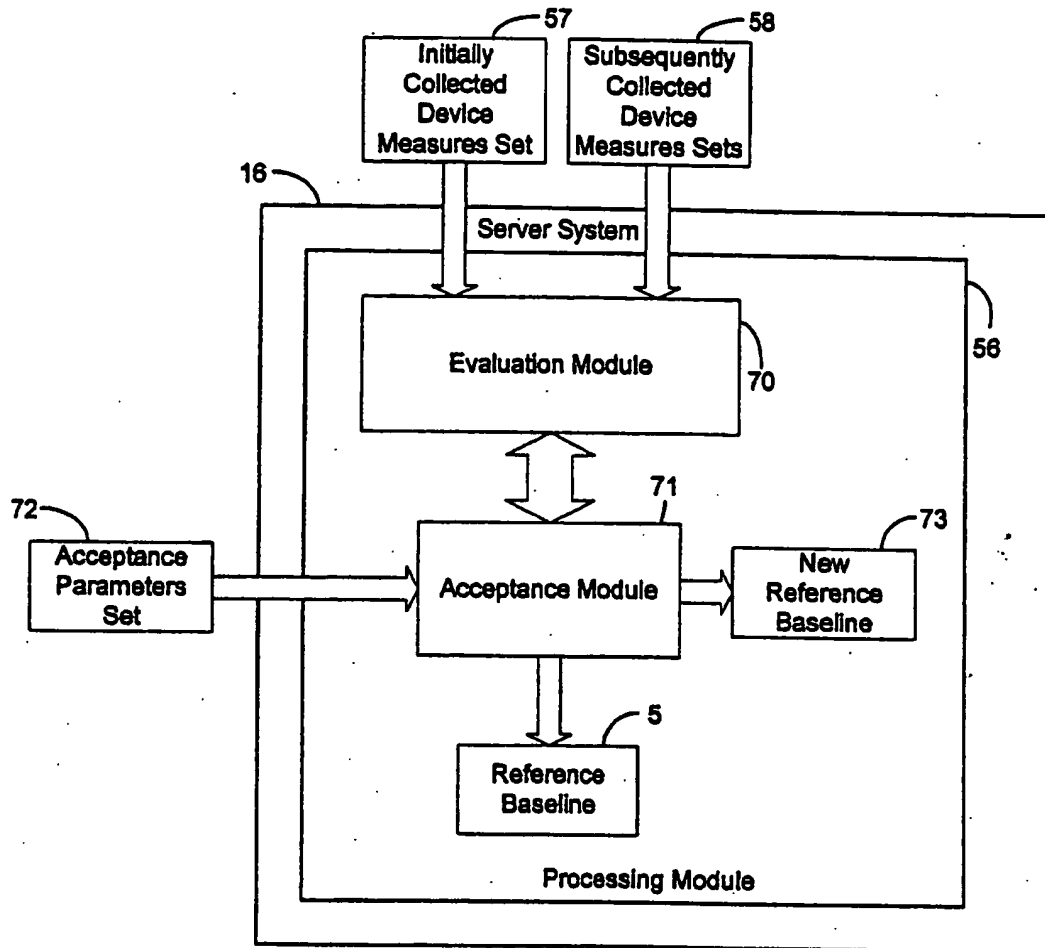 57
58
Initially
Collected
Device
Measures Set
Subsequently
Collected
Device
Measures Sets
16
Server System
56
Evaluation Module
70
72
71
73
Acceptance
Parameters
Set
Acceptance Module
New
Reference
Baseline
5
Reference
Baseline
Processing Module